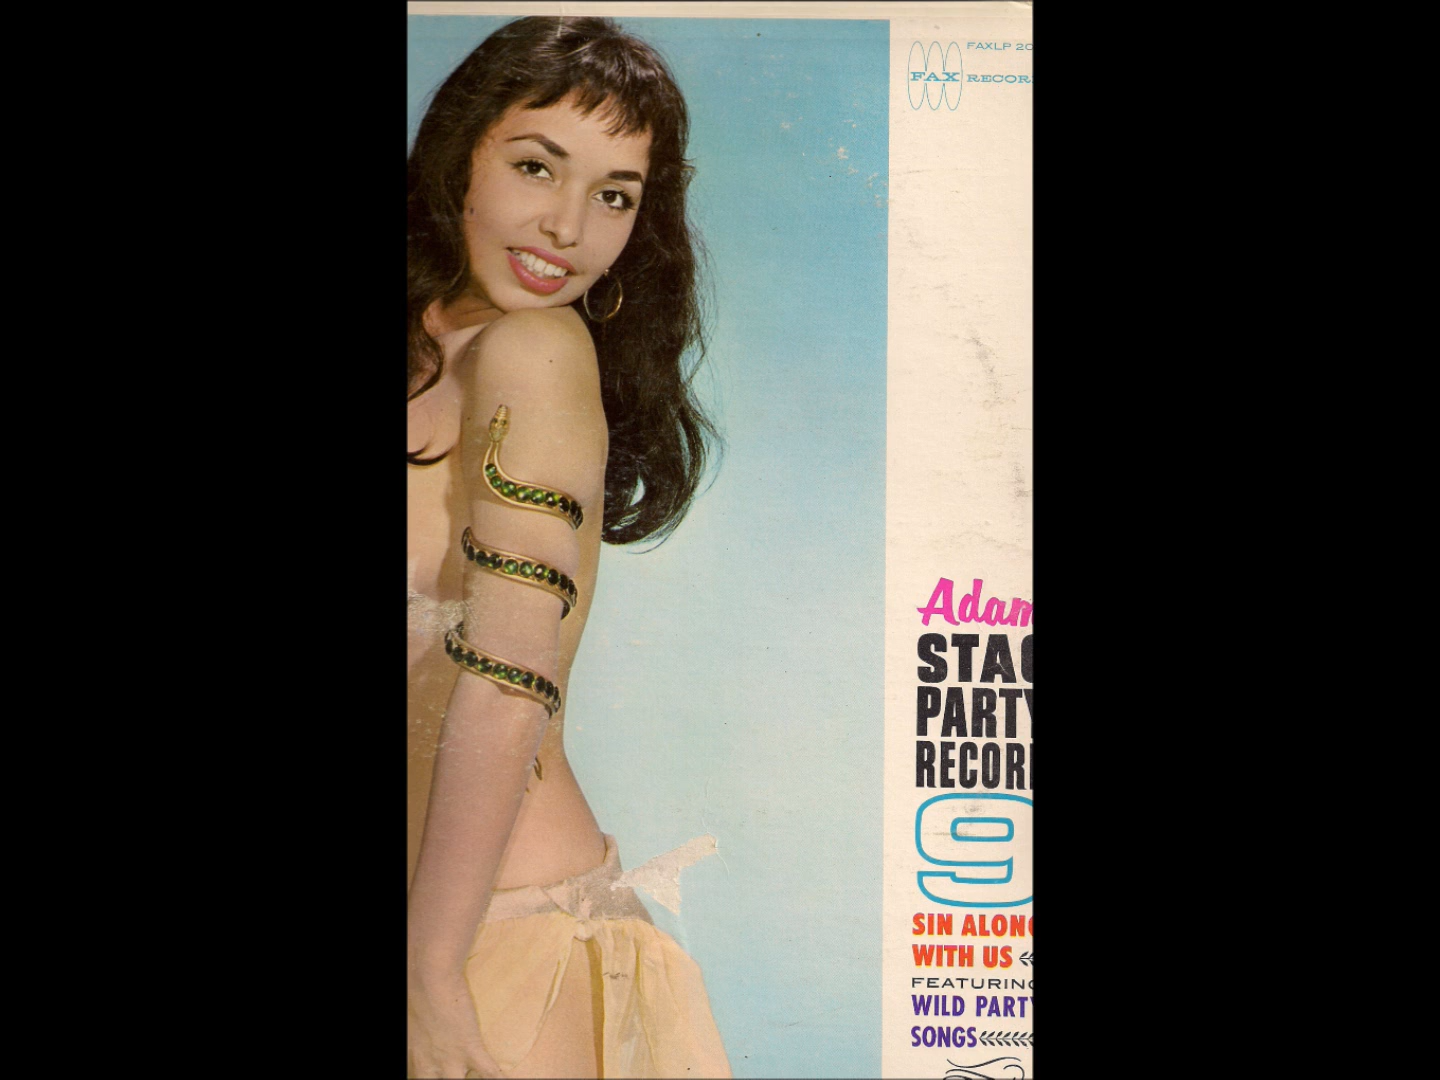 FAXLP 20
FAX RECOR
Adam
STAG
PARTY
RECOR
9
SIN ALONG
WITH US
FEATURING
WILD PARTY
SONGS